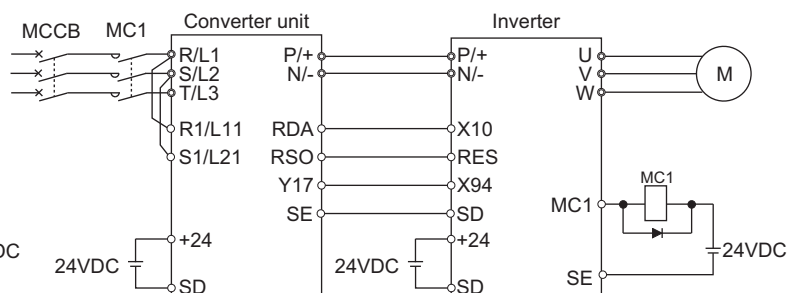 Converter unit
Inverter
MCCB MC1
R/L1 P/+ P/+ U
S/L2 N/- N/- V M
T/L3 W
R1/L11 RDA X10
S1/L21 RSO RES
Y17 X94 MC1
MC1
SE SD
+24 +24
DC 24VDC 24VDC 24VDC
SE
SD SD